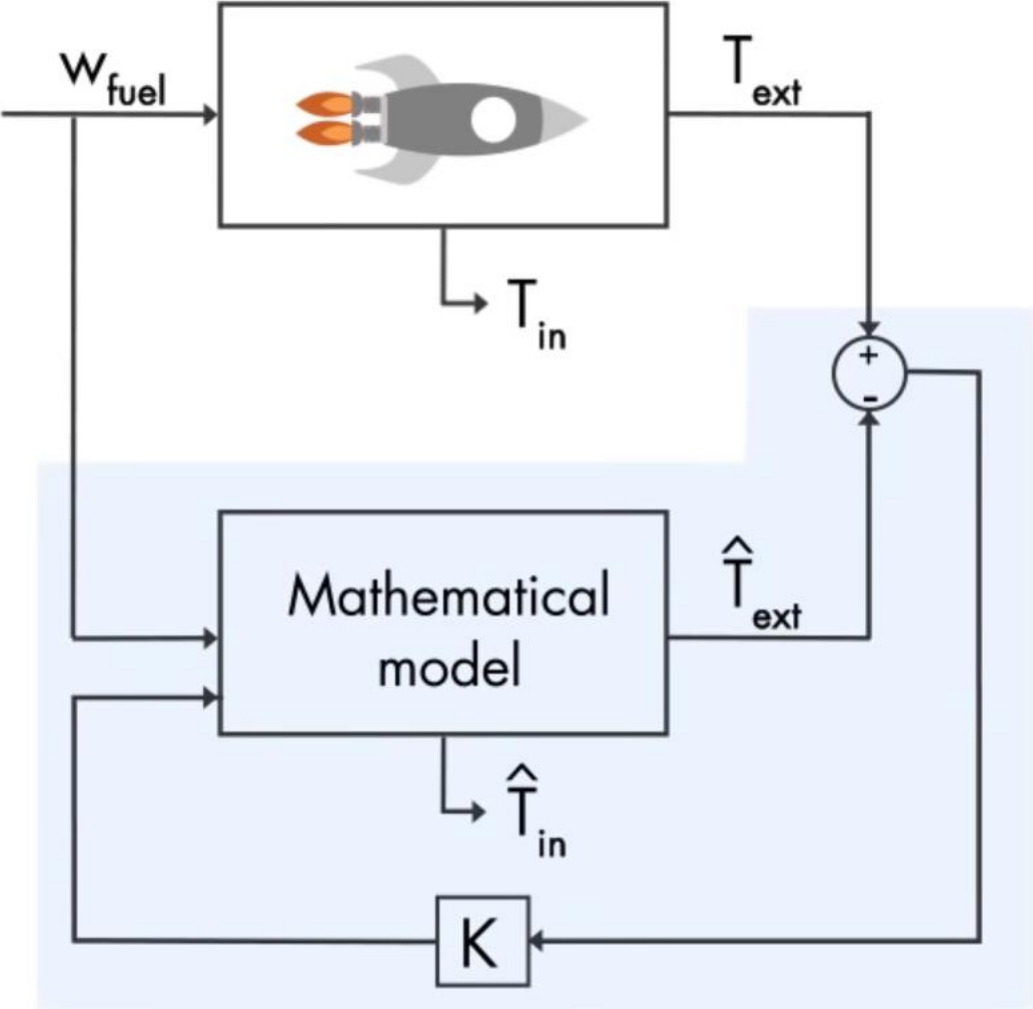 w_fuel
T_ext
T_in
+
-
Mathematical
model
T̂_ext
T̂_in
K